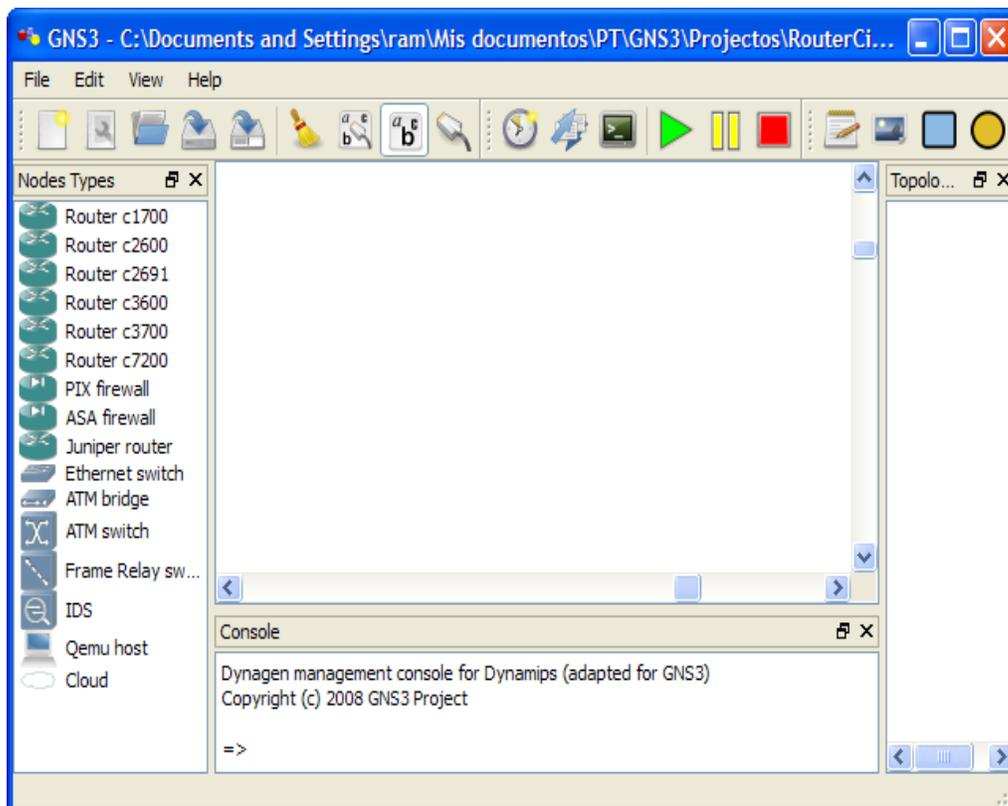 GNS3 - C:\Documents and Settings\ram\Mis documentos\PT\GNS3\Projectos\RouterCi...
File Edit View Help
Nodes Types
Topolo...
Router c1700
Router c2600
Router c2691
Router c3600
Router c3700
Router c7200
PIX firewall
ASA firewall
Juniper router
Ethernet switch
ATM bridge
ATM switch
Frame Relay sw...
IDS
Qemu host
Cloud
Console
Dynagen management console for Dynamips (adapted for GNS3)
Copyright (c) 2008 GNS3 Project
=>